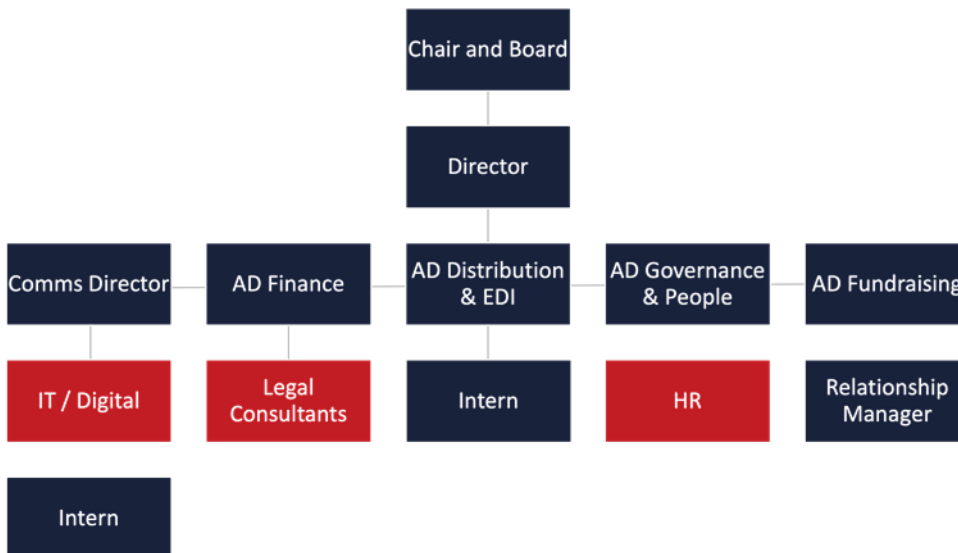 Chair and Board
Director
Comms Director
AD Finance
AD Distribution
& EDI
AD Governance
& People
AD Fundraising
IT / Digital
Legal
Consultants
Intern
HR
Relationship
Manager
Intern